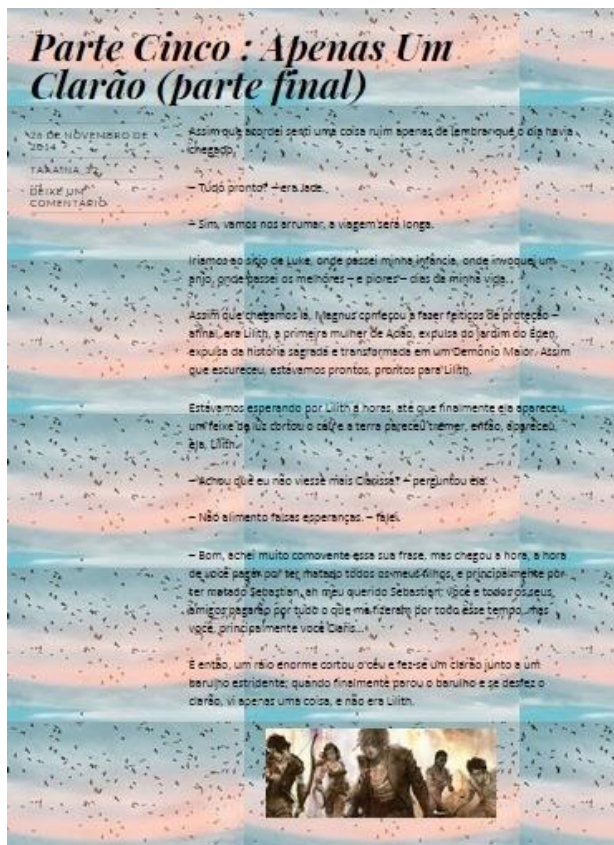 Parte Cinco : Apenas Um
Clarão (parte final)
26 DE NOVEMBRO DE
2014
DEIXE UM
COMENTÁRIO
Assim que acordei senti uma coisa ruim apenas de lembrar que o dia havia
chegado.
– Tudo pronto? – era Jade.
– Sim, vamos nos arrumar, a viagem será longa.
Iriamos ao sitio de Luke, onde passei minha infância, onde invoquei um
anjo, onde passei os melhores – e piores – dias da minha vida.
Assim que chegamos lá, Magnus começou a fazer feitiços de proteção –
afinal, era Lilith, a primeira mulher de Adão, expulsa do Jardim do Éden,
expulsa da história sagrada e transformada em um Demônio Maior. Assim
que escureceu, estávamos prontos, prontos para Lilith.
Estávamos esperando por Lilith a horas, até que finalmente ela apareceu,
um feixe de luz cortou o céu e a terra pareceu tremer, então, apareceu,
ela, Lilith.
– Achou que eu não viesse mais Clarissa? – perguntou ela.
– Não alimento falsas esperanças. – falei.
– Bom, achei muito comovente essa sua frase, mas chegou a hora, a hora
de você pagar por ter matado todos os meus filhos, e principalmente por
ter matado Sebastian, ah meu querido Sebastian; você e todos os seus
amigos pagarão por tudo o que me fizeram por todo esse tempo, mas
você, principalmente você Claris...
E então, um raio enorme cortou o céu e fez-se um clarão junto a um
barulho estridente; quando finalmente parou o barulho e se desfez o
clarão, vi apenas uma coisa, e não era Lilith.